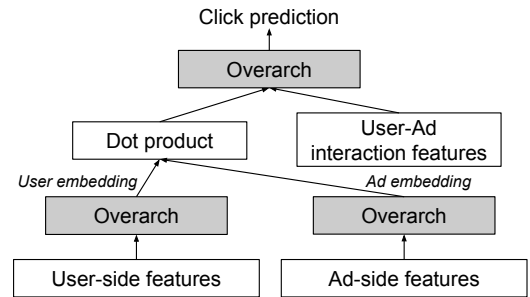 Click prediction
Overarch
Dot product
User-Ad
interaction features
User embedding
Ad embedding
Overarch
Overarch
User-side features
Ad-side features